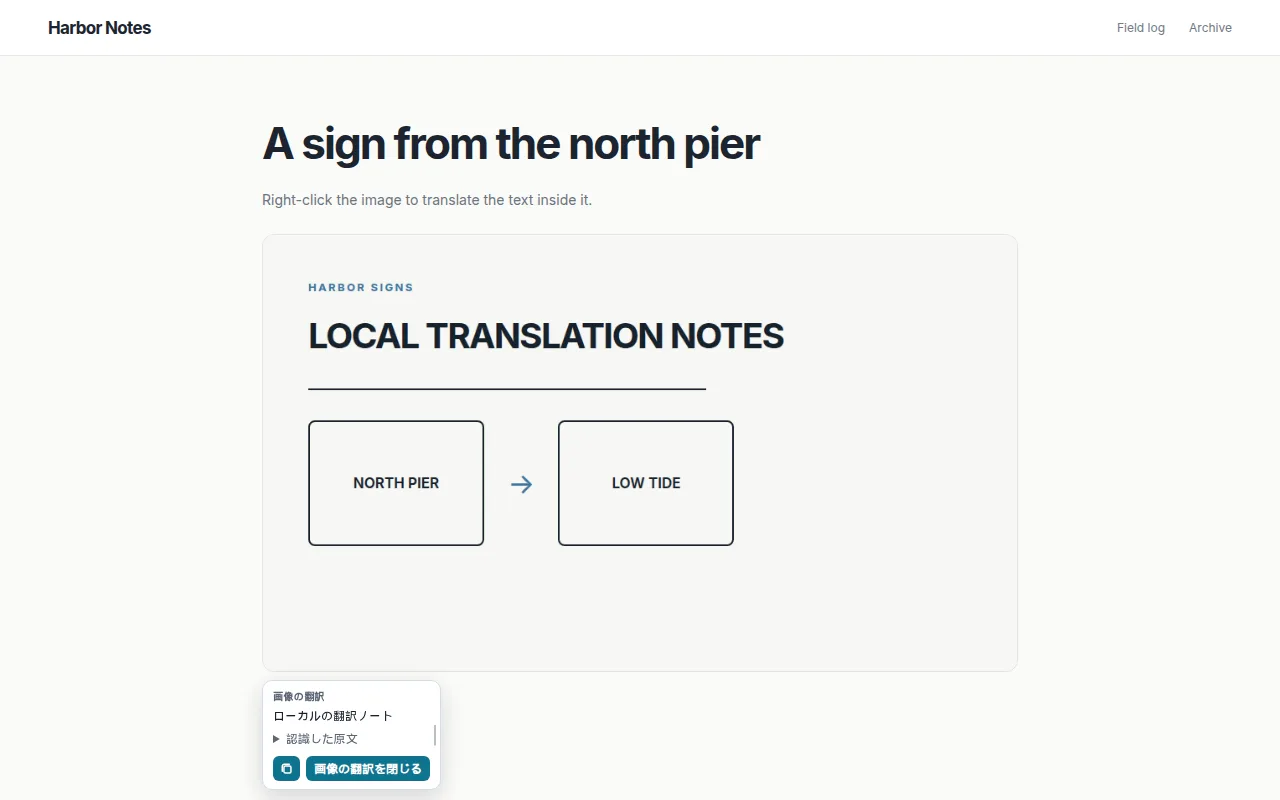 Harbor Notes
Field log
Archive
A sign from the north pier
Right-click the image to translate the text inside it.
HARBOR SIGNS
LOCAL TRANSLATION NOTES
NORTH PIER
LOW TIDE
画像の翻訳
ローカルの翻訳ノート
認識した原文
画像の翻訳を閉じる